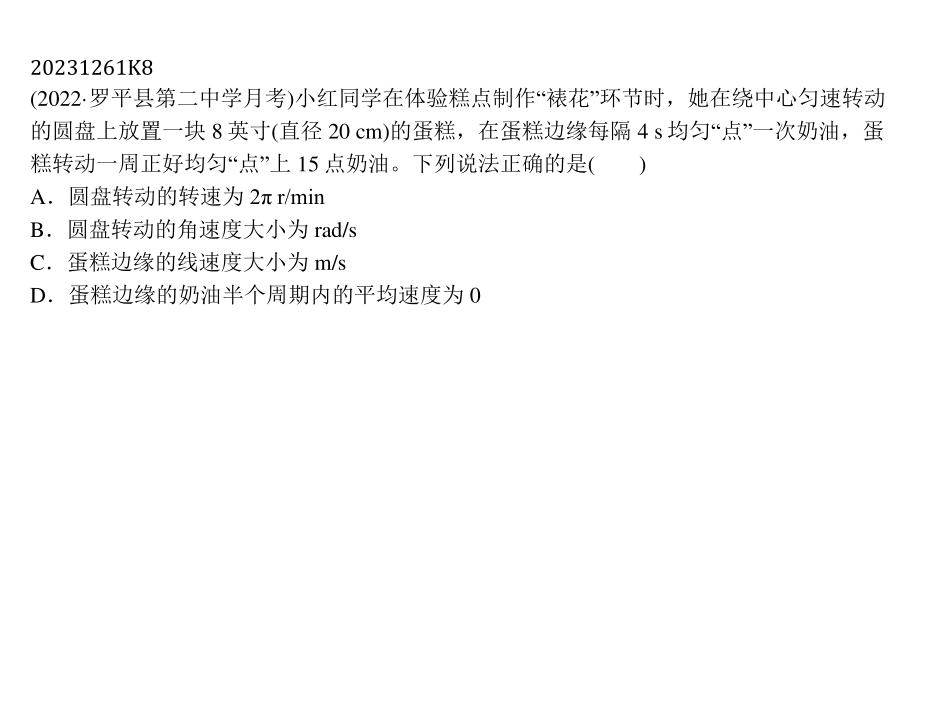 20231261K8
(2022·罗平县第二中学月考)小红同学在体验糕点制作“裱花”环节时，她在绕中心匀速转动
的圆盘上放置一块 8 英寸(直径 20 cm)的蛋糕，在蛋糕边缘每隔 4 s 均匀“点”一次奶油，蛋
糕转动一周正好均匀“点”上 15 点奶油。下列说法正确的是(　　)
A．圆盘转动的转速为 2π r/min
B．圆盘转动的角速度大小为 rad/s
C．蛋糕边缘的线速度大小为 m/s
D．蛋糕边缘的奶油半个周期内的平均速度为 0